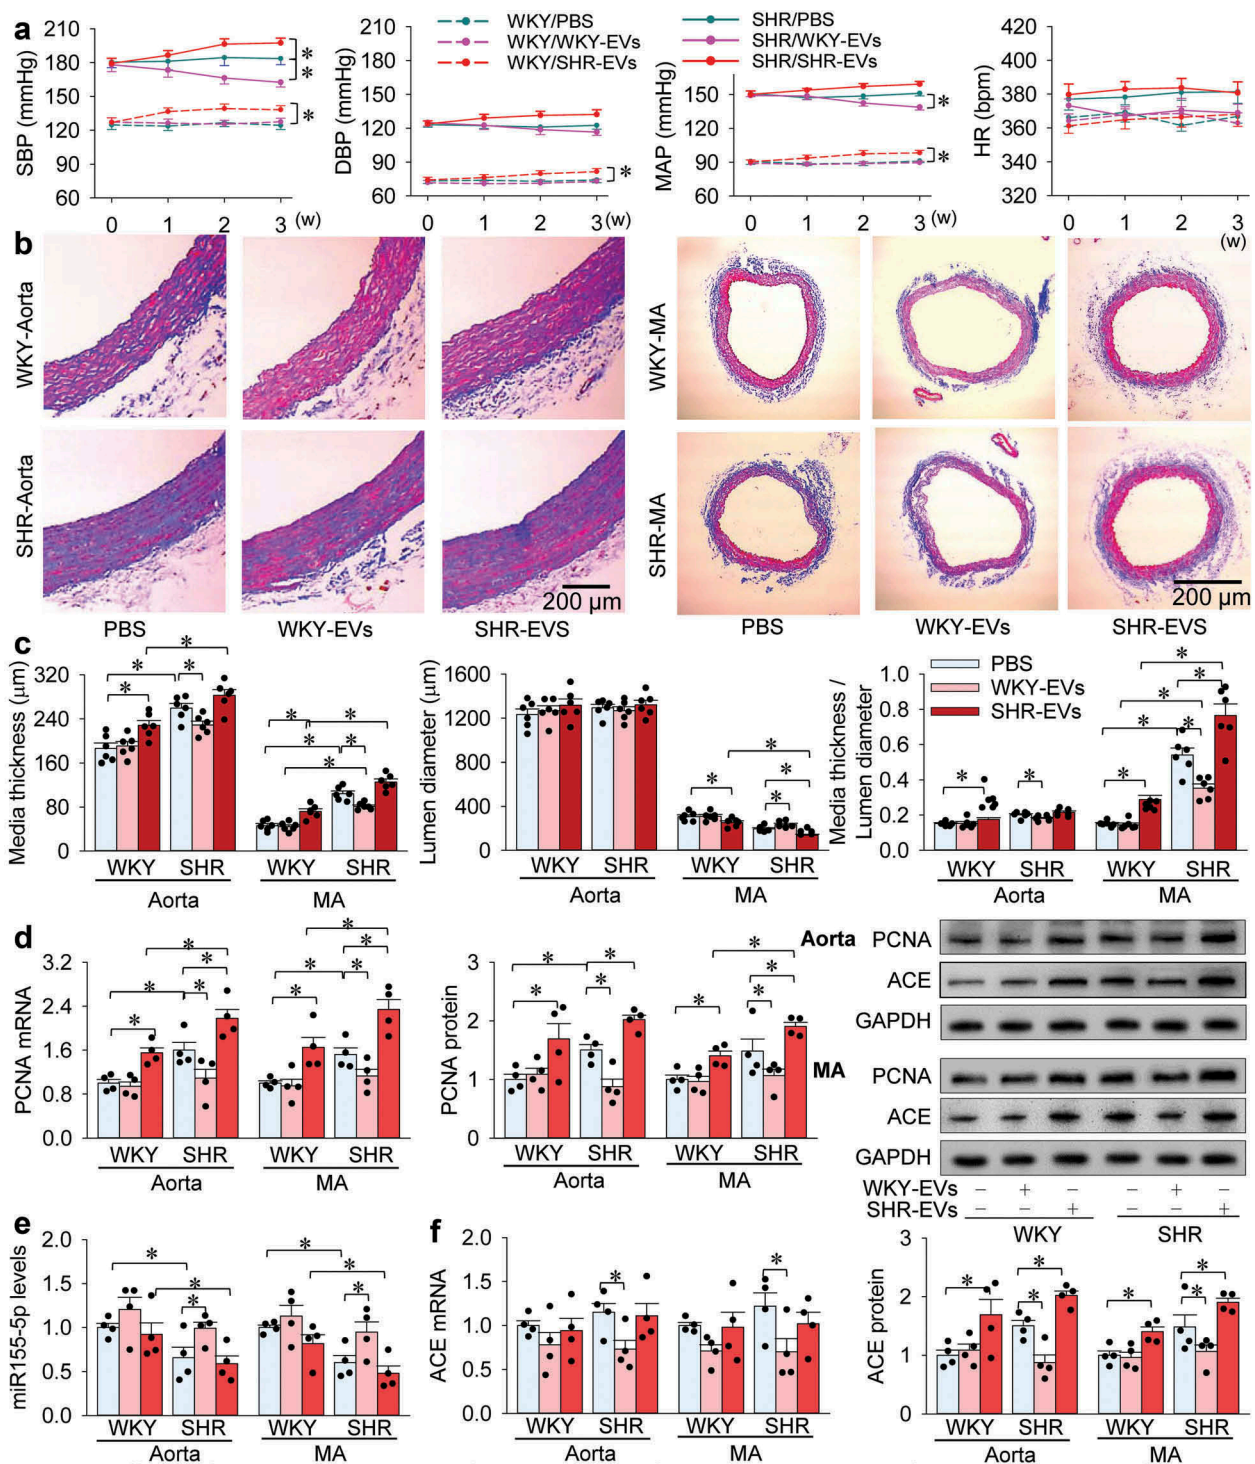 a
WKY/PBS
WKY/WKY-EVs
WKY/SHR-EVs
SHR/PBS
SHR/WKY-EVs
SHR/SHR-EVs
SBP (mmHg)
210
180
150
120
90
60
0 1 2 3 (w)
* * *
DBP (mmHg)
210
180
150
120
90
60
0 1 2 3 (w)
*
MAP (mmHg)
210
180
150
120
90
60
0 1 2 3 (w)
* *
HR (bpm)
420
400
380
360
340
320
0 1 2 3
(w)
b
WKY-Aorta
WKY-MA
SHR-Aorta
SHR-MA
200 µm
200 µm
PBS WKY-EVs SHR-EVS
PBS WKY-EVs SHR-EVS
c
Media thickness (µm)
320
240
160
80
0
* * * * * * * * *
WKY SHR WKY SHR
Aorta MA
Lumen diameter (µm)
1600
1200
800
400
0
* * * *
WKY SHR WKY SHR
Aorta MA
Media thickness /
Lumen diameter
1.0
0.8
0.6
0.4
0.2
0.0
PBS
WKY-EVs
SHR-EVs
* * * * * * * *
WKY SHR WKY SHR
Aorta MA
d
PCNA mRNA
3.2
2.4
1.6
0.8
0.0
* * * * * * * * * *
WKY SHR WKY SHR
Aorta MA
PCNA protein
3
2
1
0
* * * * * * * *
WKY SHR WKY SHR
Aorta MA
Aorta PCNA
ACE
GAPDH
MA PCNA
ACE
GAPDH
WKY-EVs − + − − + −
SHR-EVs − − + − − +
WKY SHR
e
miR155-5p levels
2.0
1.5
1.0
0.5
0.0
* * * * * *
WKY SHR WKY SHR
Aorta MA
f
ACE mRNA
2.0
1.5
1.0
0.5
0.0
* *
WKY SHR WKY SHR
Aorta MA
ACE protein
3
2
1
0
* * * * * *
WKY SHR WKY SHR
Aorta MA